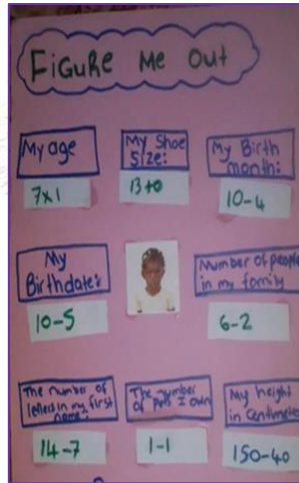 FiGuRe Me Out
My age
My Shoe
Size:
My Birth
month:
7x1
13+0
10-4
My
Birthdate:
Number of people
in my family
10-5
6-2
The number of
letters in my first
name:
The number
of Pets I own
My height
in Centimeter
14-7
1-1
150-40